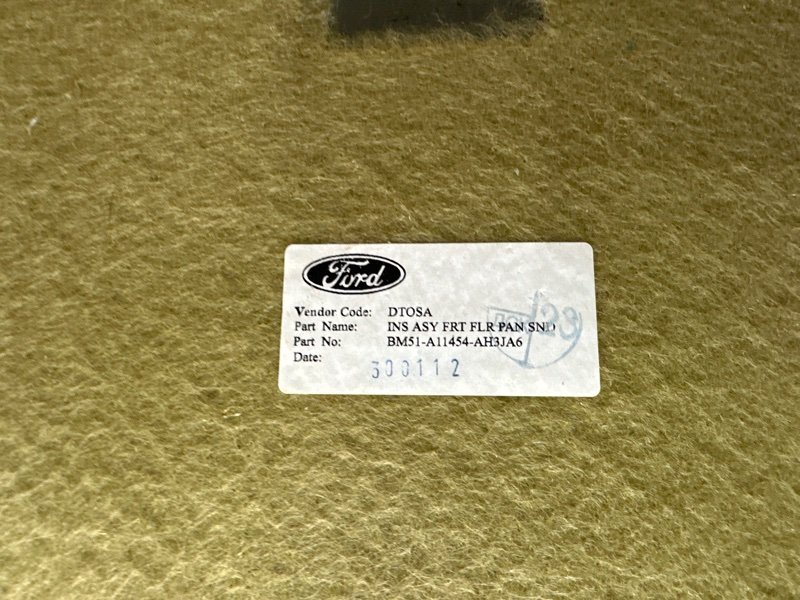 Ford
Vendor Code: DTOSA
Part Name: INS ASY FRT FLR PAN SND
Part No: BM51-A11454-AH3JA6
Date: 300112